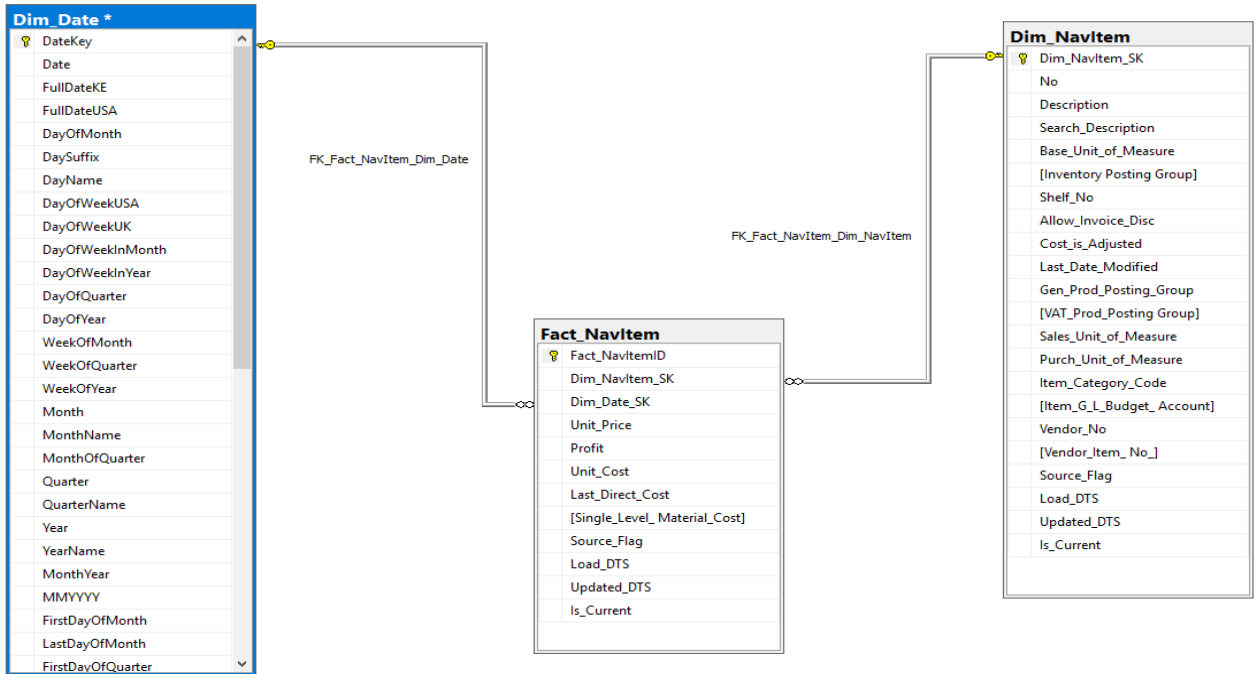 Dim_Date *
DateKey
Date
FullDateKE
FullDateUSA
DayOfMonth
DaySuffix
DayName
DayOfWeekUSA
DayOfWeekUK
DayOfWeekInMonth
DayOfWeekInYear
DayOfQuarter
DayOfYear
WeekOfMonth
WeekOfQuarter
WeekOfYear
Month
MonthName
MonthOfQuarter
Quarter
QuarterName
Year
YearName
MonthYear
MMYYYY
FirstDayOfMonth
LastDayOfMonth
FirstDayOfQuarter
FK_Fact_NavItem_Dim_Date
Fact_NavItem
Fact_NavItemID
Dim_NavItem_SK
Dim_Date_SK
Unit_Price
Profit
Unit_Cost
Last_Direct_Cost
[Single_Level_ Material_Cost]
Source_Flag
Load_DTS
Updated_DTS
Is_Current
FK_Fact_NavItem_Dim_NavItem
Dim_NavItem
Dim_NavItem_SK
No
Description
Search_Description
Base_Unit_of_Measure
[Inventory Posting Group]
Shelf_No
Allow_Invoice_Disc
Cost_is_Adjusted
Last_Date_Modified
Gen_Prod_Posting_Group
[VAT_Prod_Posting Group]
Sales_Unit_of_Measure
Purch_Unit_of_Measure
Item_Category_Code
[Item_G_L_Budget_ Account]
Vendor_No
[Vendor_Item_ No_]
Source_Flag
Load_DTS
Updated_DTS
Is_Current